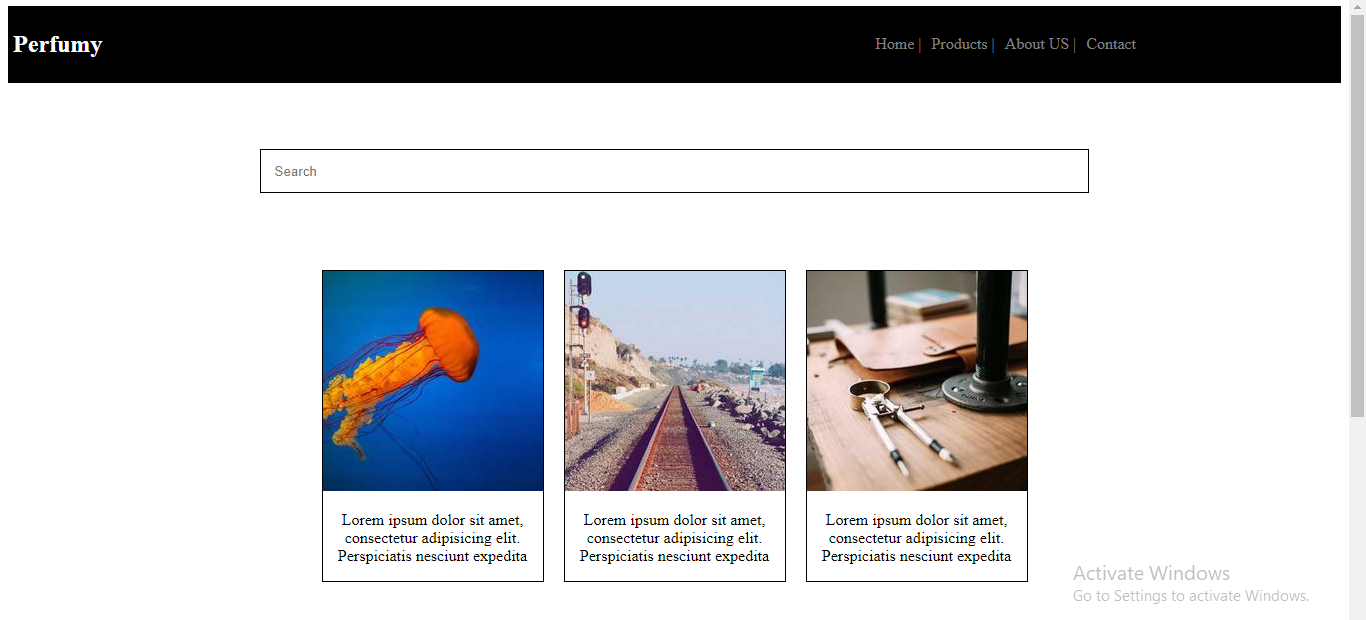 Perfumy
Home | Products | About US | Contact
Search
Lorem ipsum dolor sit amet,
consectetur adipisicing elit.
Perspiciatis nesciunt expedita
Lorem ipsum dolor sit amet,
consectetur adipisicing elit.
Perspiciatis nesciunt expedita
Lorem ipsum dolor sit amet,
consectetur adipisicing elit.
Perspiciatis nesciunt expedita
Activate Windows
Go to Settings to activate Windows.